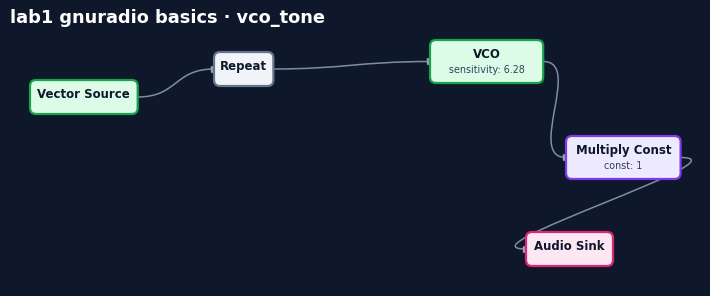 lab1 gnuradio basics · vco_tone
Vector Source
Repeat
VCO
sensitivity: 6.28
Multiply Const
const: 1
Audio Sink